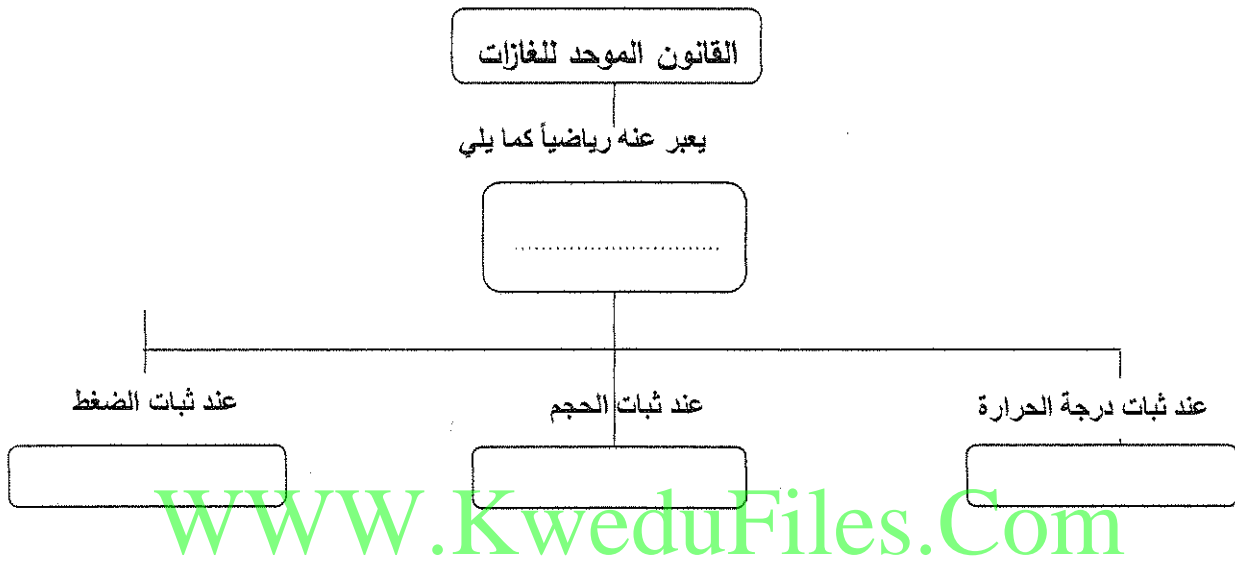 القانون الموحد للغازات
يعبر عنه رياضياً كما يلي
........................
عند ثبات درجة الحرارة
عند ثبات الحجم
عند ثبات الضغط
WWW.KweduFiles.Com